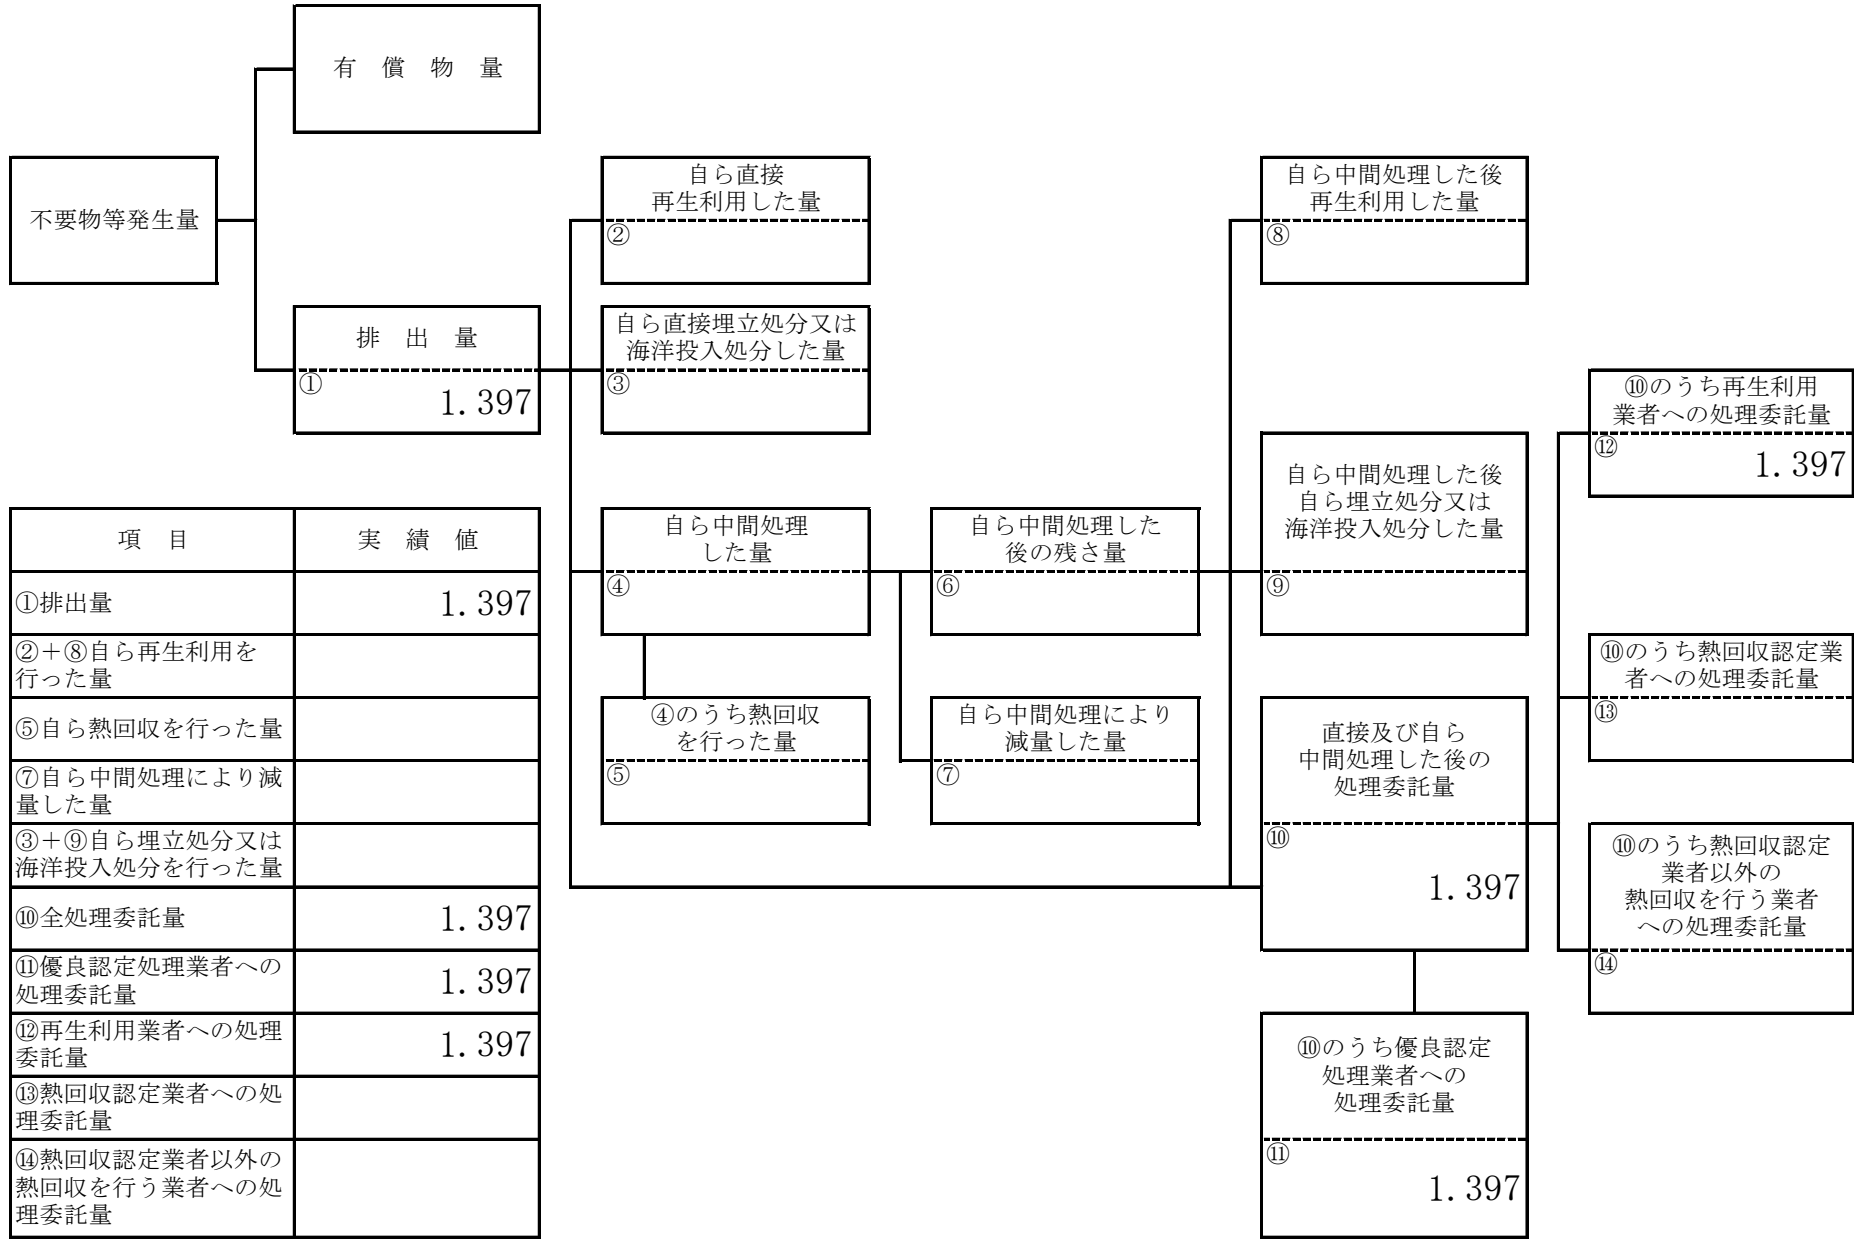 有　償　物　量
不要物等発生量
排　出　量
①
1.397
自ら直接
再生利用した量
②
自ら直接埋立処分又は
海洋投入処分した量
③
自ら中間処理
した量
④
④のうち熱回収
を行った量
⑤
自ら中間処理した
後の残さ量
⑥
自ら中間処理により
減量した量
⑦
自ら中間処理した後
再生利用した量
⑧
自ら中間処理した後
自ら埋立処分又は
海洋投入処分した量
⑨
直接及び自ら
中間処理した後の
処理委託量
⑩
1.397
⑩のうち優良認定
処理業者への
処理委託量
⑪
1.397
⑩のうち再生利用
業者への処理委託量
⑫
1.397
⑩のうち熱回収認定業
者への処理委託量
⑬
⑩のうち熱回収認定
業者以外の
熱回収を行う業者
への処理委託量
⑭
項　目
実　績　値
①排出量
1.397
②＋⑧自ら再生利用を
行った量
⑤自ら熱回収を行った量
⑦自ら中間処理により減
量した量
③＋⑨自ら埋立処分又は
海洋投入処分を行った量
⑩全処理委託量
1.397
⑪優良認定処理業者への
処理委託量
1.397
⑫再生利用業者への処理
委託量
1.397
⑬熱回収認定業者への処
理委託量
⑭熱回収認定業者以外の
熱回収を行う業者への処
理委託量